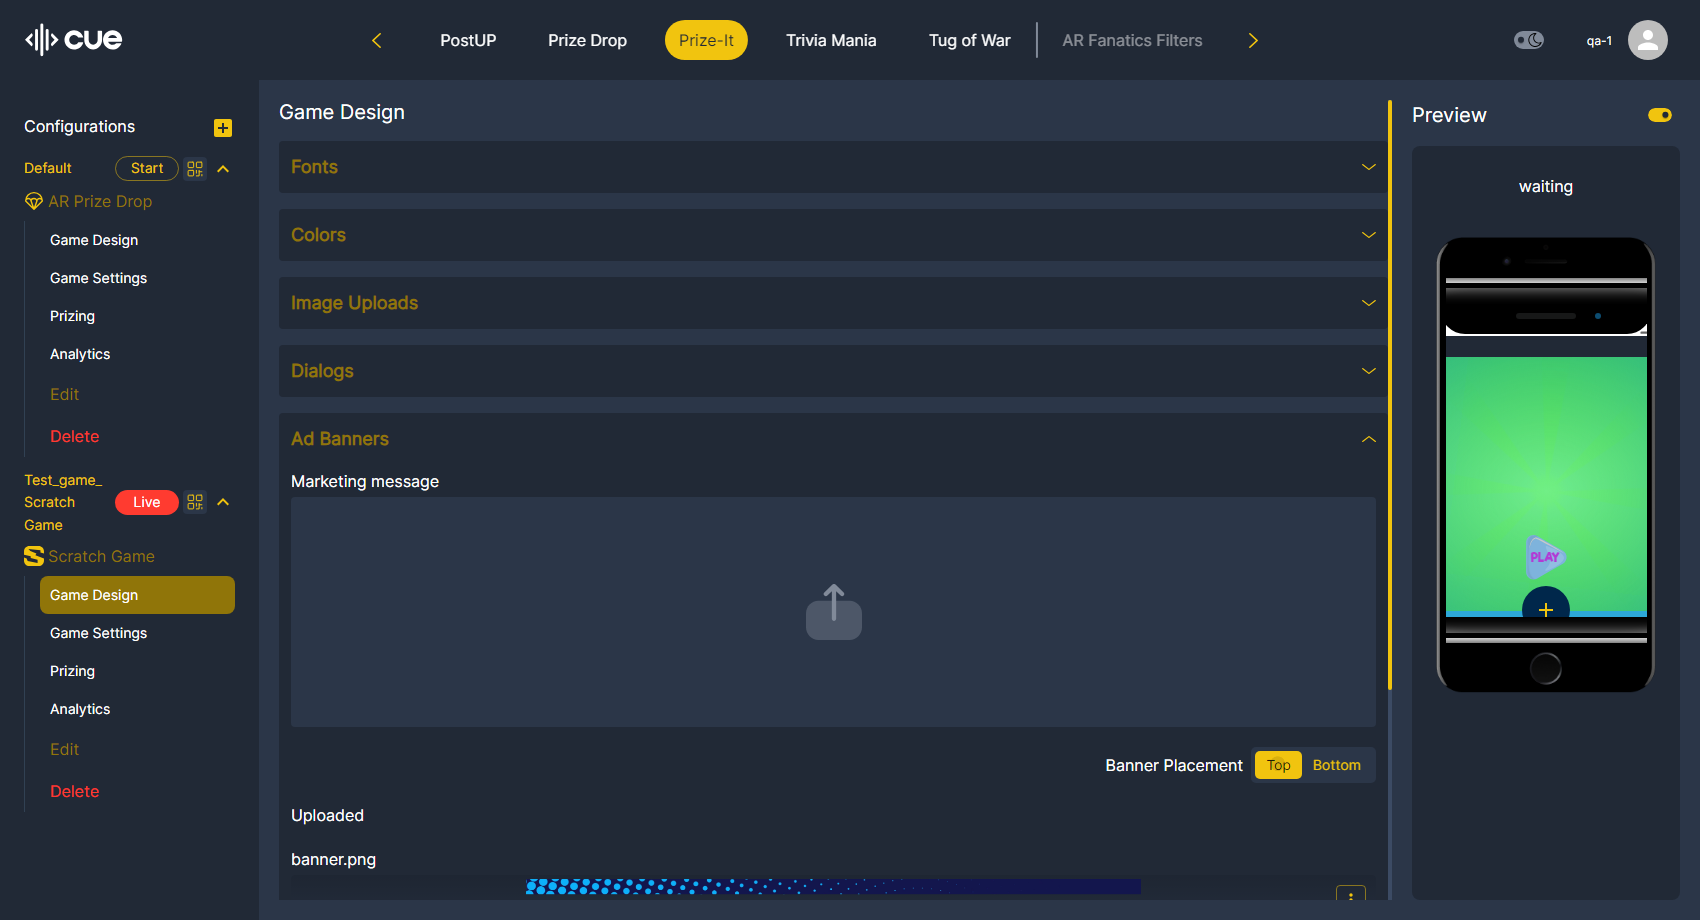 cue
PostUP
Prize Drop
Prize-It
Trivia Mania
Tug of War
AR Fanatics Filters
qa-1
Configurations
Default
Start
AR Prize Drop
Game Design
Game Settings
Prizing
Analytics
Edit
Delete
Test_game_
Scratch
Game
Live
Scratch Game
Game Design
Game Settings
Prizing
Analytics
Edit
Delete
Game Design
Fonts
Colors
Image Uploads
Dialogs
Ad Banners
Marketing message
Banner Placement
Top
Bottom
Uploaded
banner.png
Preview
waiting
PLAY